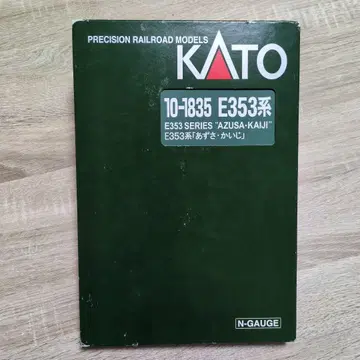 PRECISION RAILROAD MODELS
KATO
10-1835 E353系
E353 SERIES "AZUSA・KAIJI"
E353系「あずさ・かいじ」
N-GAUGE